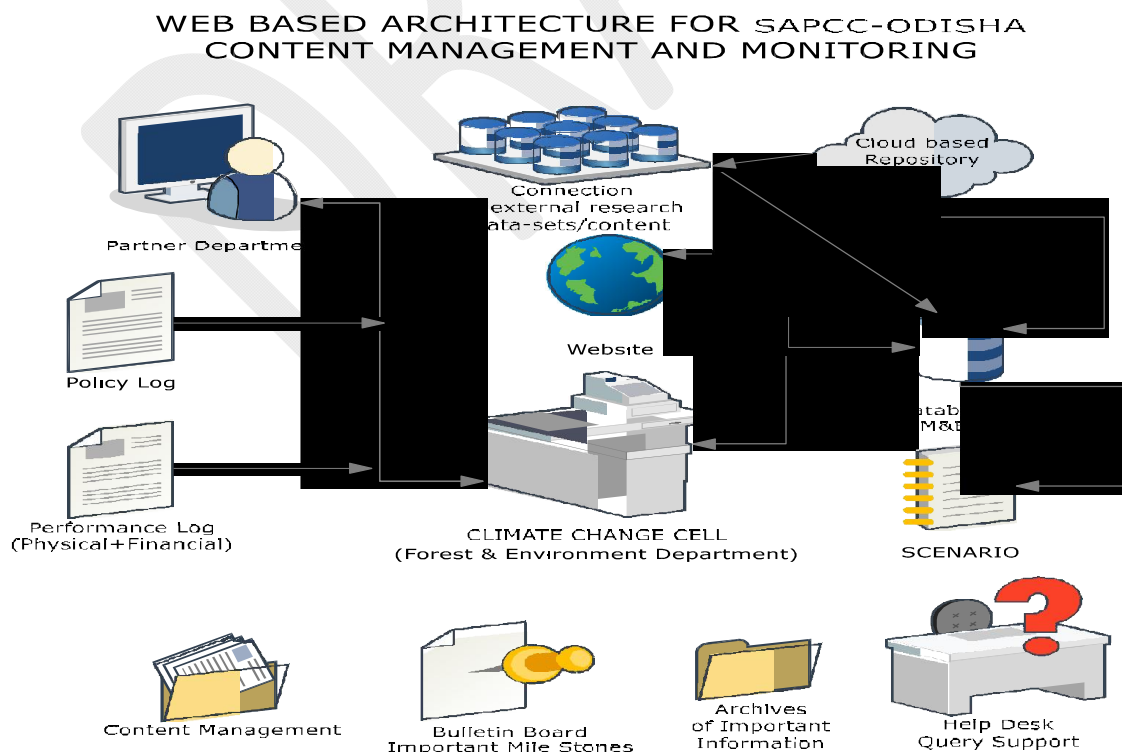 WEB BASED ARCHITECTURE FOR SAPCC-ODISHA
CONTENT MANAGEMENT AND MONITORING
Cloud based
Repository
Connection
external research
ata-sets/content
Partner Departme
Website
Policy Log
atab
M&E
Performance Log
(Physical+Financial)
CLIMATE CHANGE CELL
(Forest & Environment Department)
SCENARIO
Content Management
Bulletin Board
Important Mile Stones
Archives
of Important
Information
Help Desk
Query Support